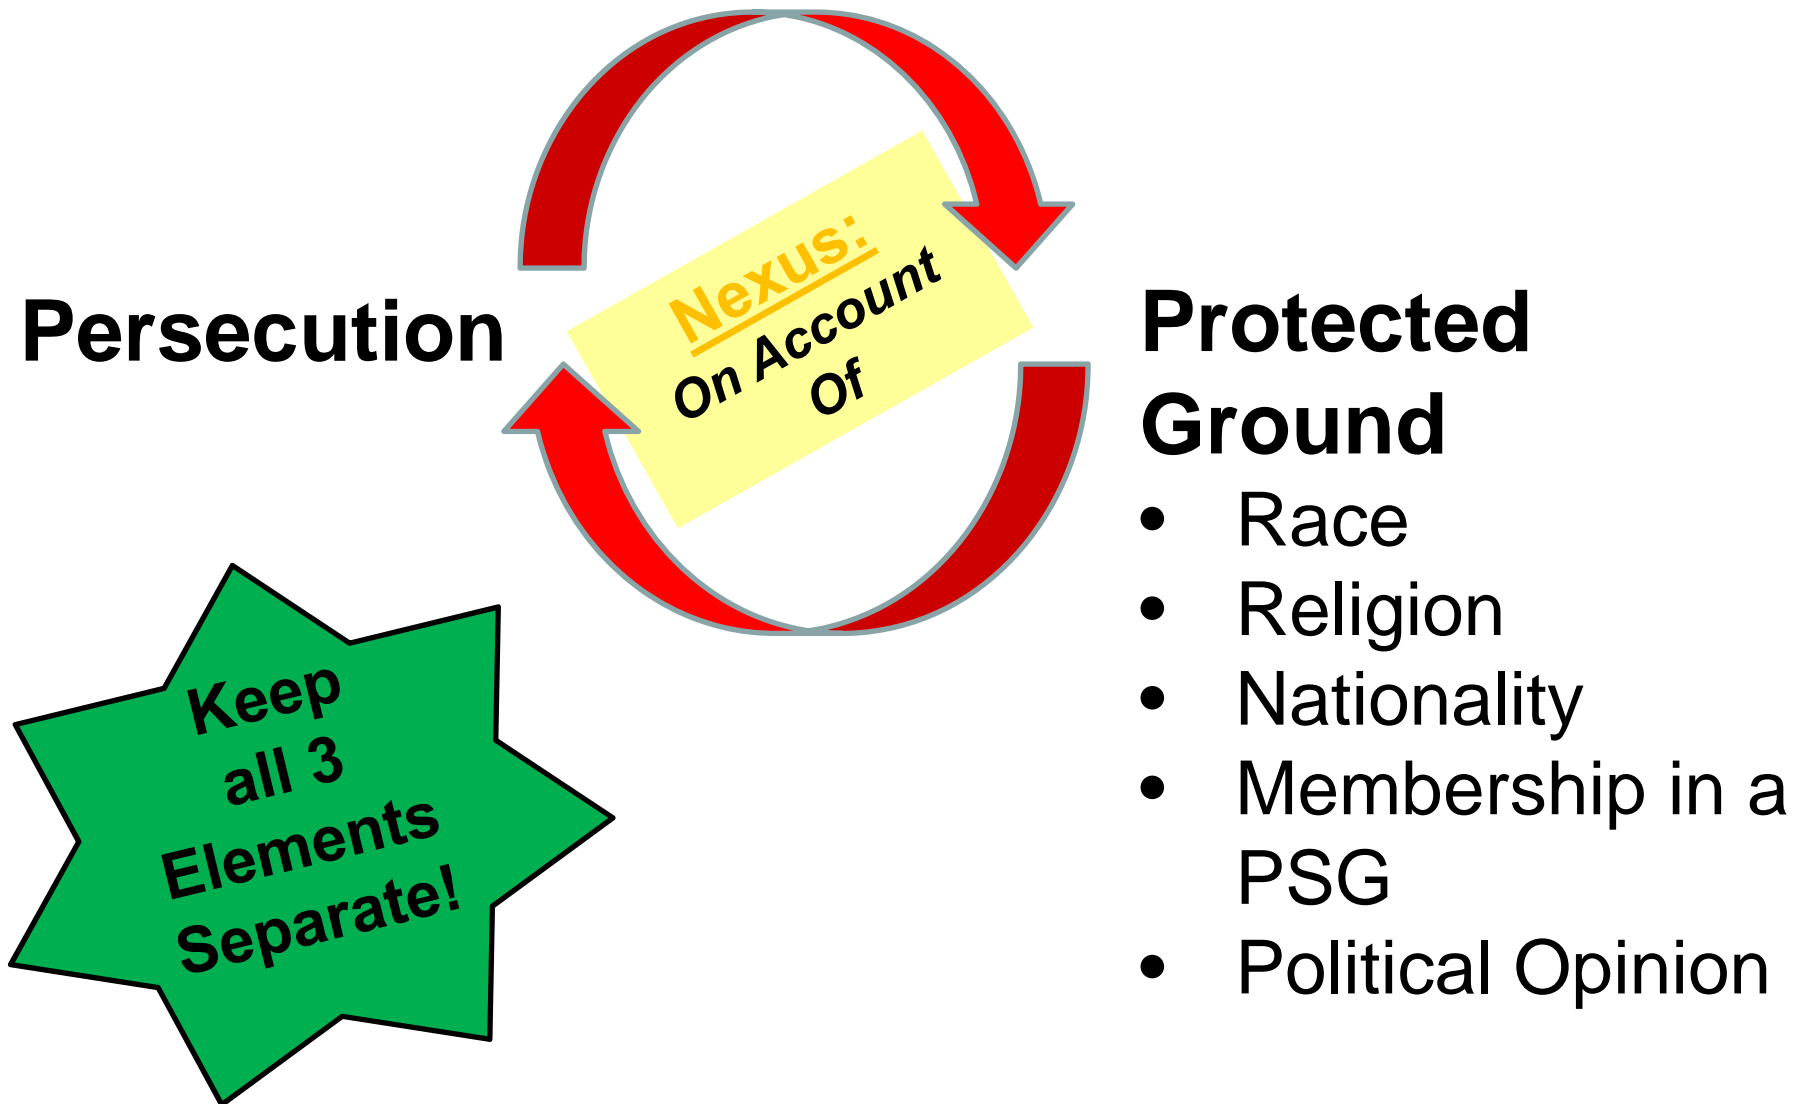 Persecution
Nexus:
On Account
Of
Protected
Ground
• Race
• Religion
• Nationality
• Membership in a
PSG
• Political Opinion
Keep
all 3
Elements
Separate!